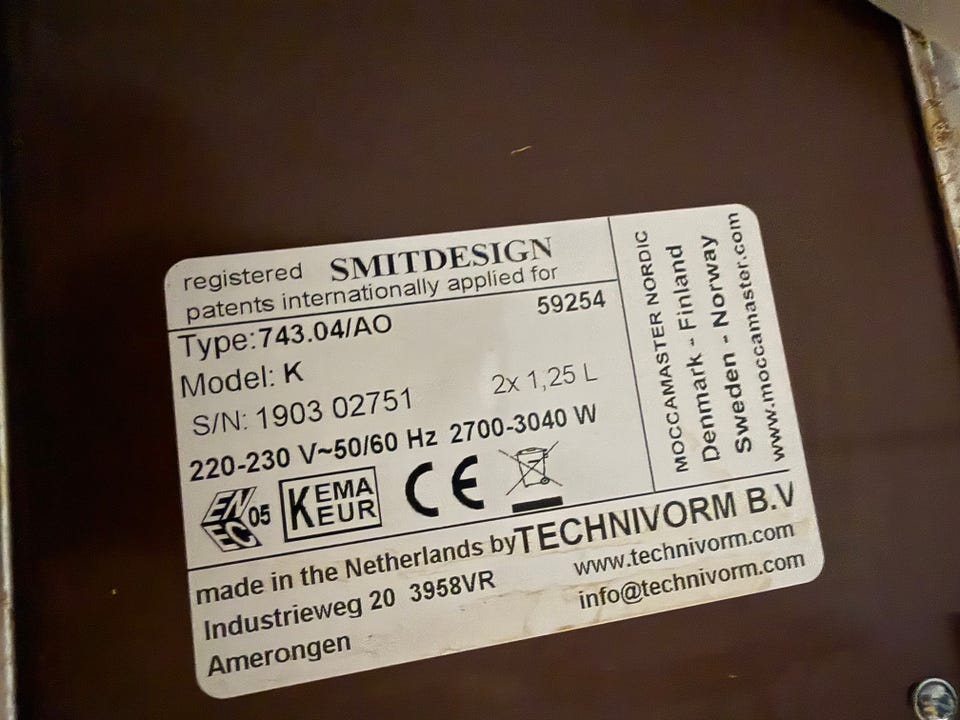 registered SMITDESIGN
patents internationally applied for
59254
Type:743.04/AO
Model: K
S/N: 1903 02751 2x 1,25 L
220-230 V~50/60 Hz 2700-3040 W
ENEC 05 KEMA KEUR CE
MOCCAMASTER NORDIC
Denmark - Finland
Sweden - Norway
www.moccamaster.com
made in the Netherlands by TECHNIVORM B.V
Industrieweg 20 3958VR www.technivorm.com
Amerongen info@technivorm.com